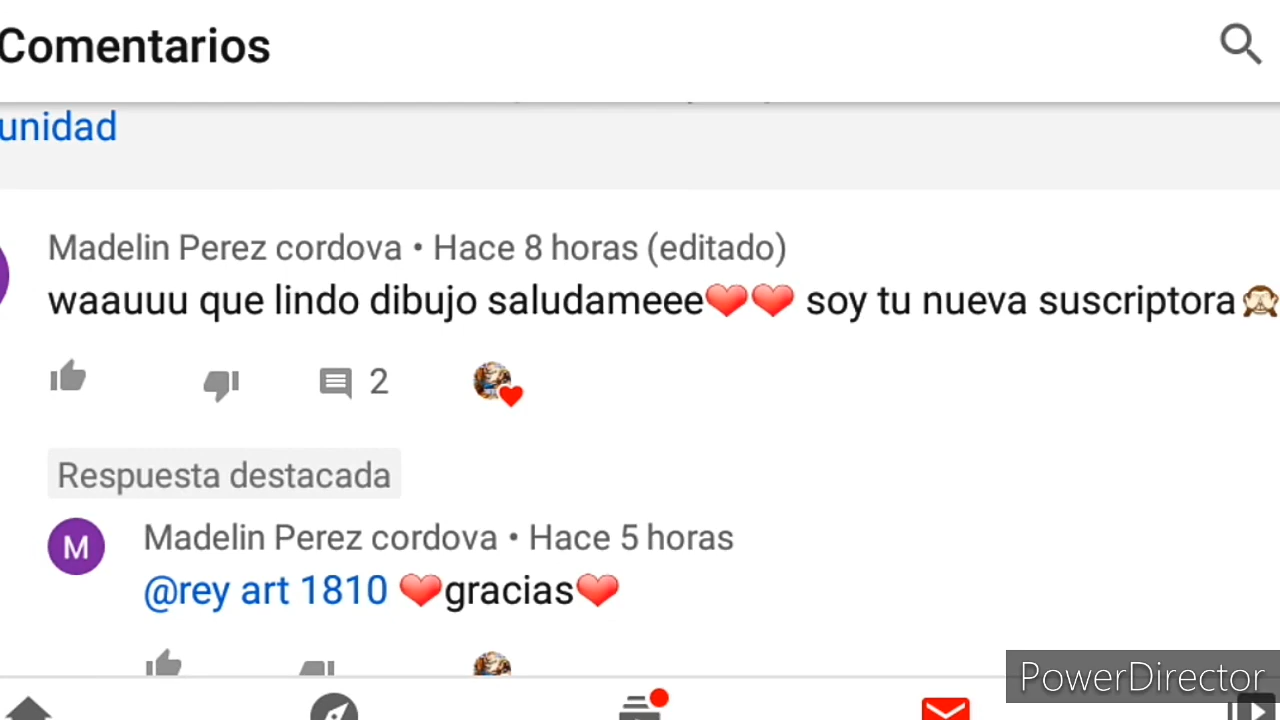 Comentarios
unidad
Madelin Perez cordova • Hace 8 horas (editado)
waauuu que lindo dibujo saludameee❤❤ soy tu nueva suscriptora🙈
2
Respuesta destacada
M
Madelin Perez cordova • Hace 5 horas
@rey art 1810 ❤gracias❤
PowerDirector